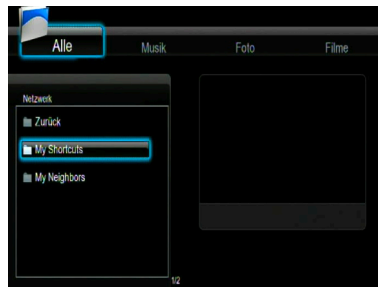 Alle Musik Foto Filme
Netzwerk
Zurück
My Shortcuts
My Neighbors
1/2